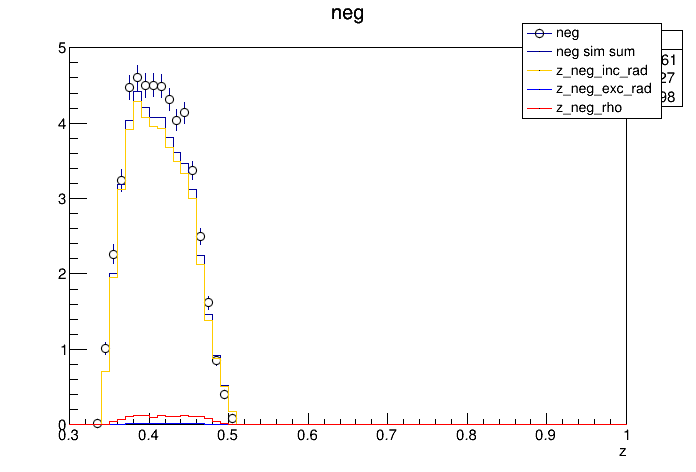 neg
neg
neg sim sum
z_neg_inc_rad
z_neg_exc_rad
z_neg_rho
61
27
98
5
4
3
2
1
0
0.3
0.4
0.5
0.6
0.7
0.8
0.9
1
z